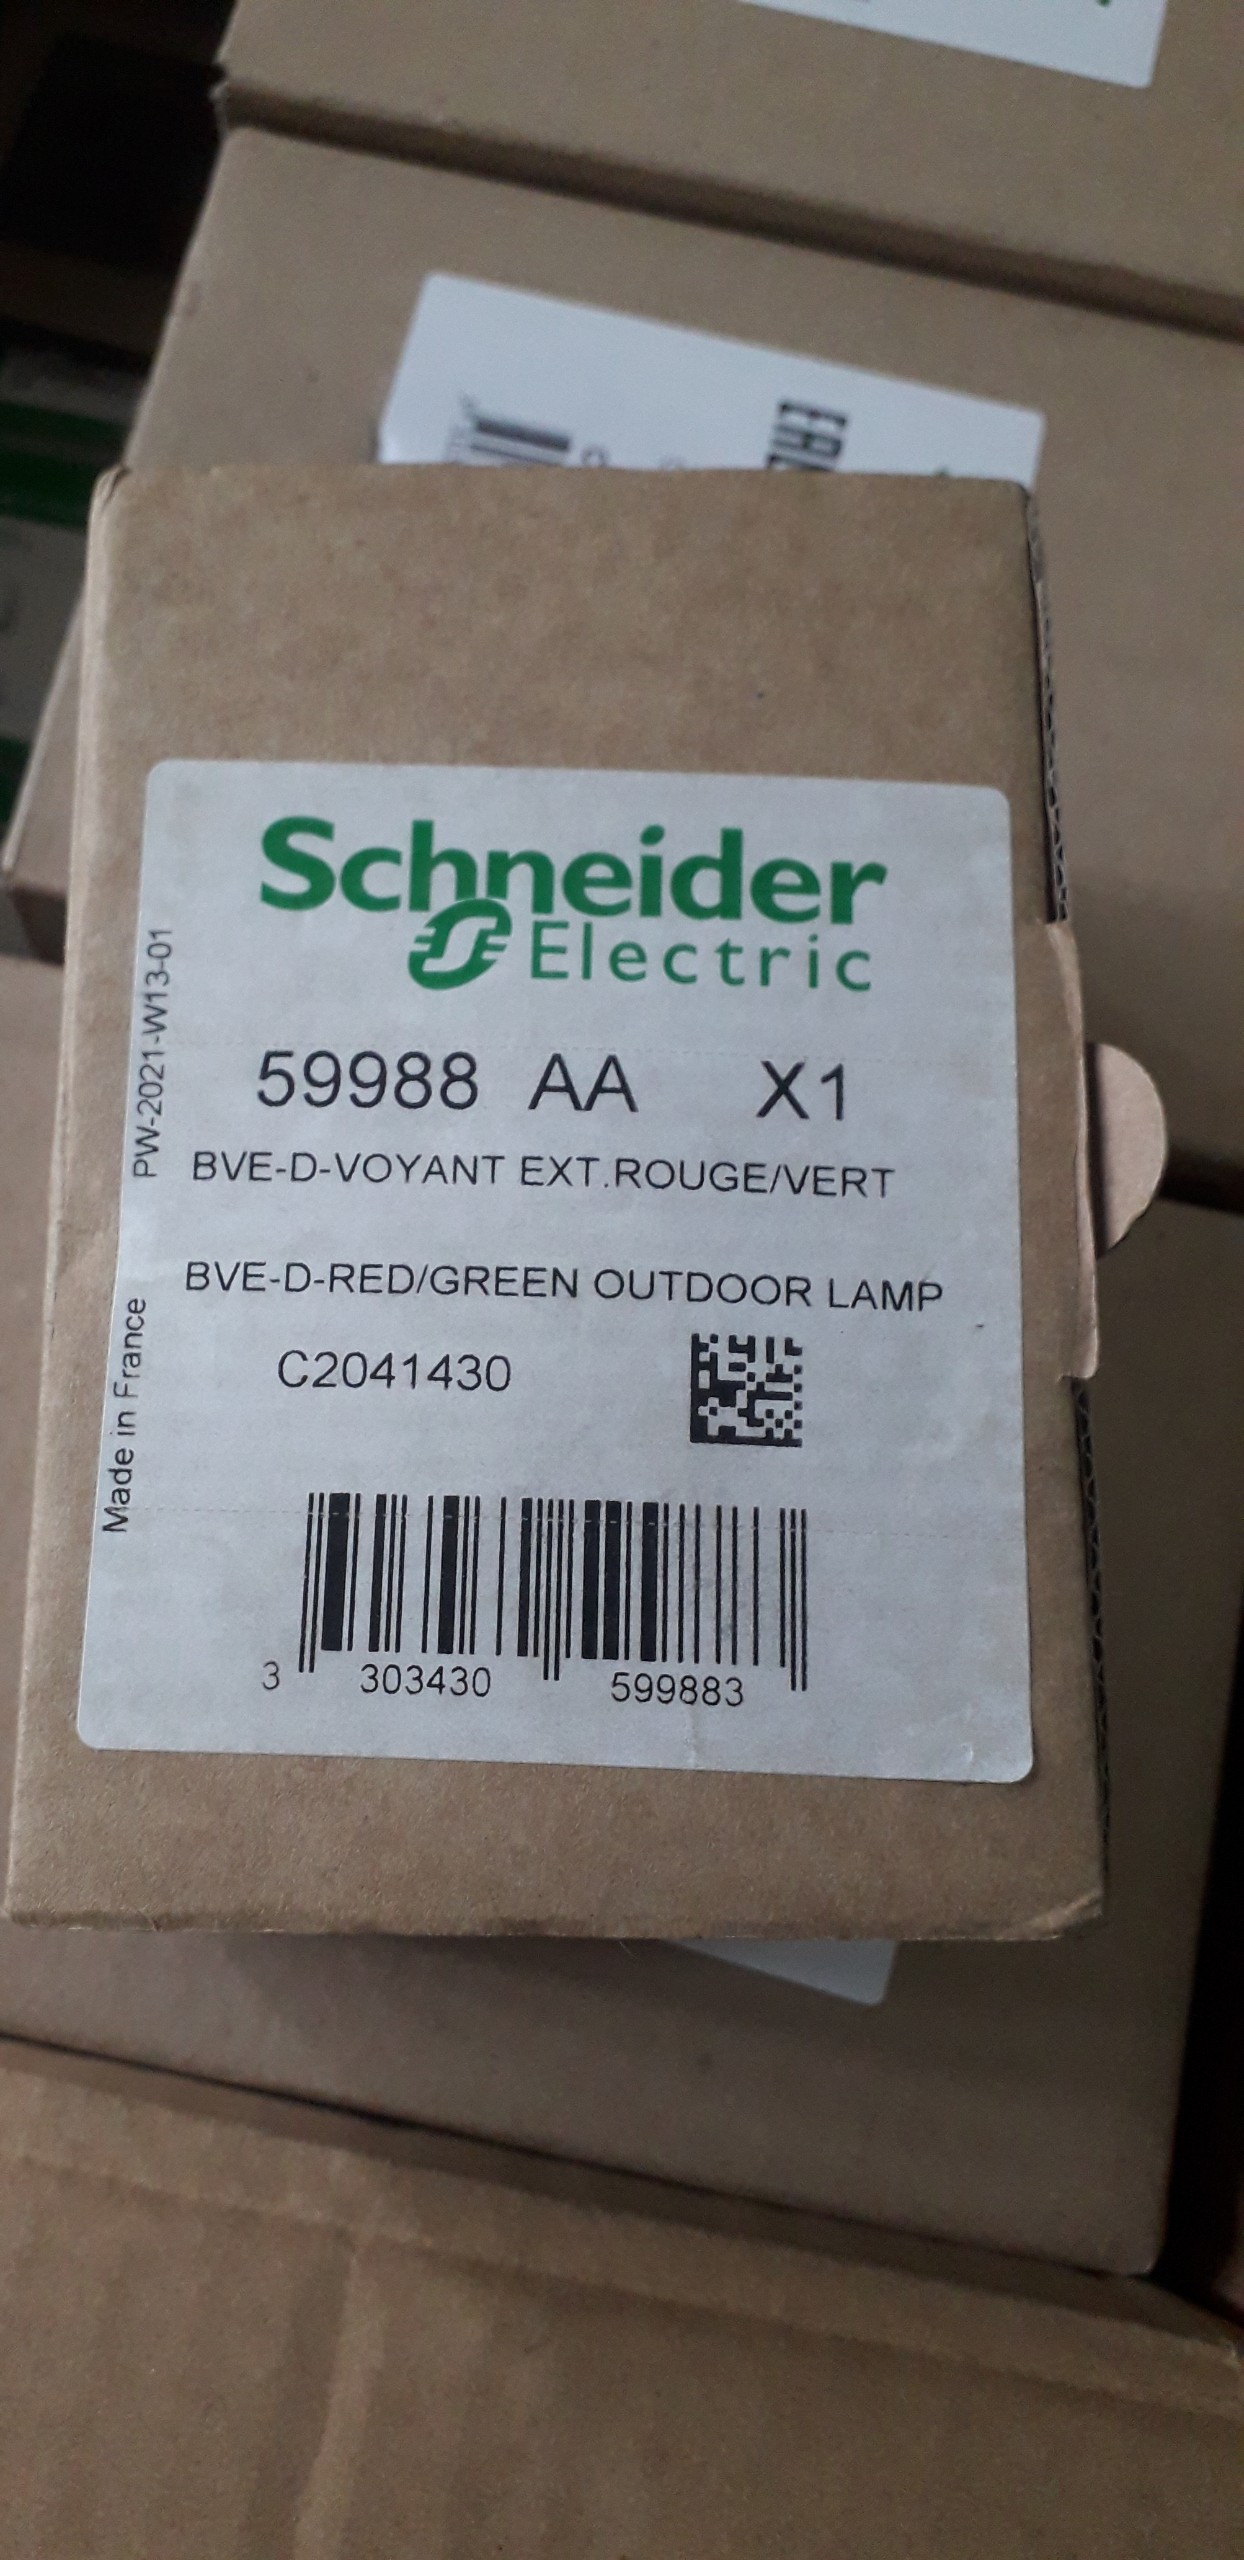 Schneider
Electric
59988 AA X1
BVE-D-VOYANT EXT.ROUGE/VERT
BVE-D-RED/GREEN OUTDOOR LAMP
C2041430
3 303430 599883
PW-2021-W13-01
Made in France
EAC